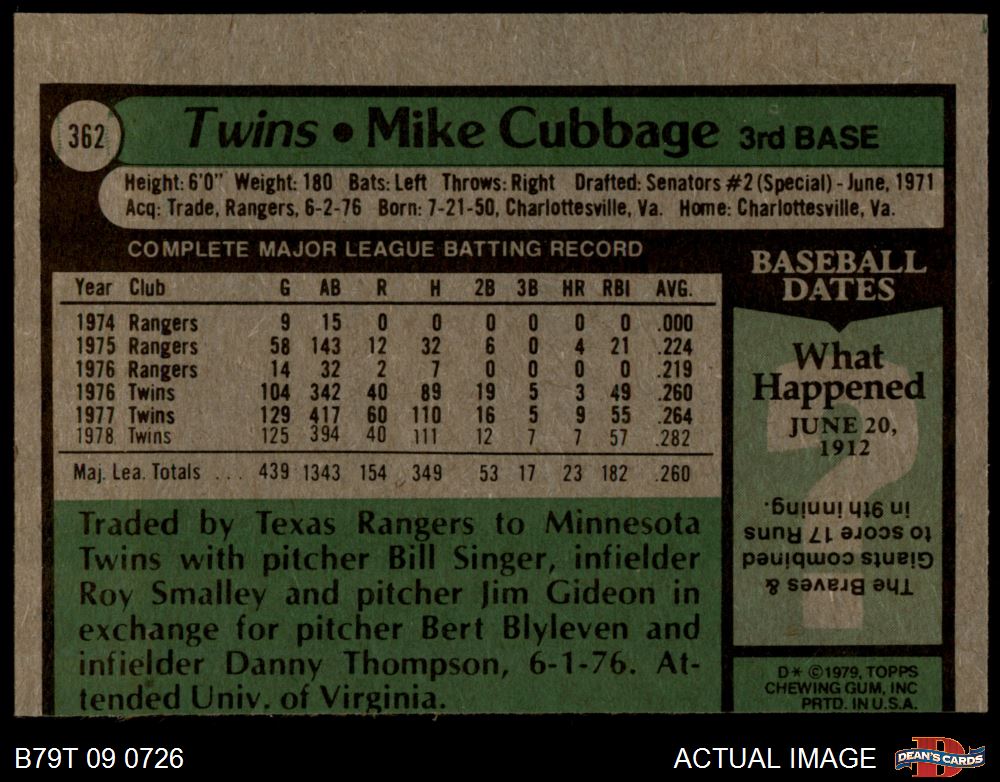 362
Twins • Mike Cubbage 3rd BASE
Height: 6'0" Weight: 180 Bats: Left Throws: Right Drafted: Senators #2 (Special) - June, 1971
Acq: Trade, Rangers, 6-2-76 Born: 7-21-50, Charlottesville, Va. Home: Charlottesville, Va.
COMPLETE MAJOR LEAGUE BATTING RECORD
Year Club G AB R H 2B 3B HR RBI AVG.
1974 Rangers 9 15 0 0 0 0 0 0 .000
1975 Rangers 58 143 12 32 6 0 4 21 .224
1976 Rangers 14 32 2 7 0 0 0 0 .219
1976 Twins 104 342 40 89 19 5 3 49 .260
1977 Twins 129 417 60 110 16 5 9 55 .264
1978 Twins 125 394 40 111 12 7 7 57 .282
Maj. Lea. Totals ... 439 1343 154 349 53 17 23 182 .260
Traded by Texas Rangers to Minnesota
Twins with pitcher Bill Singer, infielder
Roy Smalley and pitcher Jim Gideon in
exchange for pitcher Bert Blyleven and
infielder Danny Thompson, 6-1-76. At-
tended Univ. of Virginia.
BASEBALL
DATES
What
Happened
JUNE 20,
1912
?
The Braves &
Giants combined
to score 17 Runs
in 9th inning.
D* ©1979, TOPPS
CHEWING GUM, INC
PRTD. IN U.S.A.
B79T 09 0726
ACTUAL IMAGE
D
DEAN'S CARDS